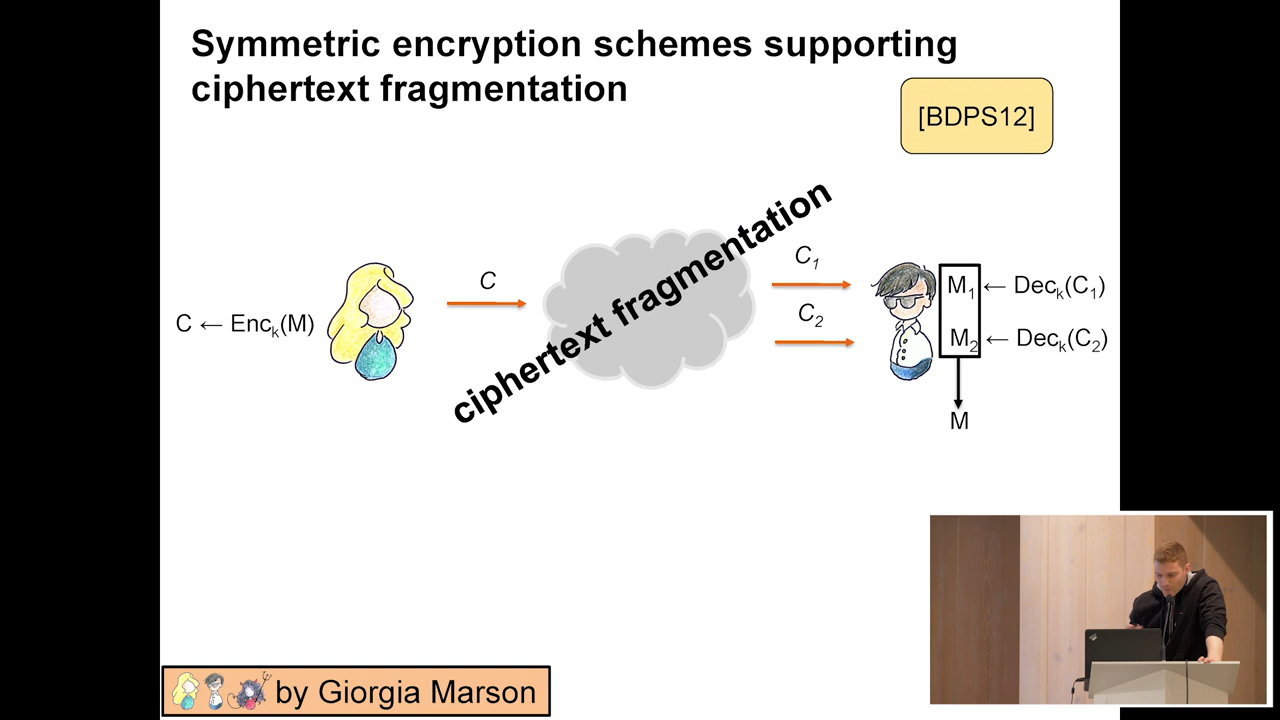 Symmetric encryption schemes supporting
ciphertext fragmentation
[BDPS12]
ciphertext fragmentation
C ← Encₖ(M)
C
C₁
C₂
M₁ ← Decₖ(C₁)
M₂ ← Decₖ(C₂)
M
by Giorgia Marson